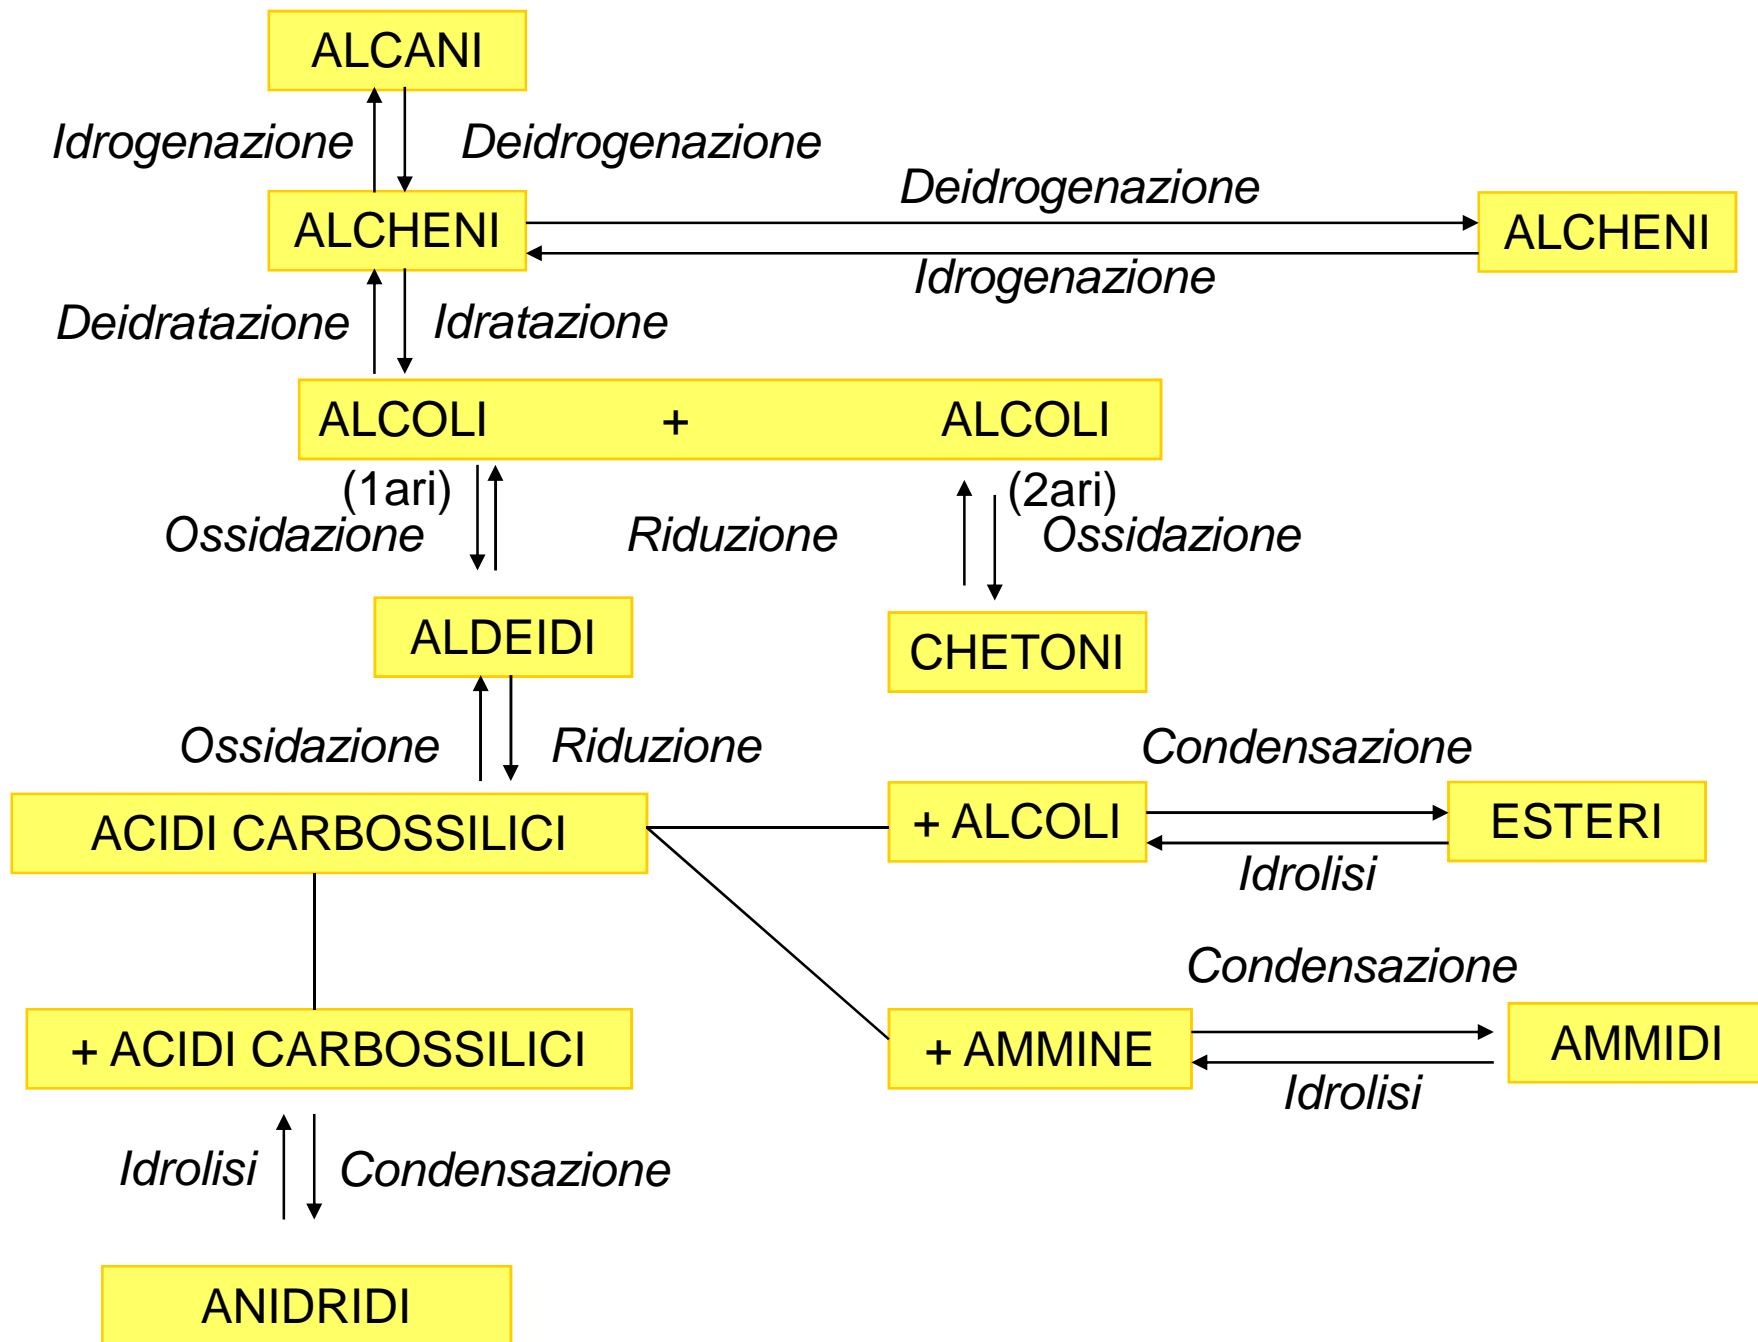 ALCANI
Idrogenazione Deidrogenazione
Deidrogenazione
ALCHENI ALCHENI
Idrogenazione
Deidratazione Idratazione
ALCOLI + ALCOLI
(1ari) (2ari)
Ossidazione Riduzione Ossidazione
ALDEIDI CHETONI
Ossidazione Riduzione Condensazione
ACIDI CARBOSSILICI + ALCOLI ESTERI
Idrolisi
Condensazione
+ ACIDI CARBOSSILICI + AMMINE AMMIDI
Idrolisi
Idrolisi Condensazione
ANIDRIDI